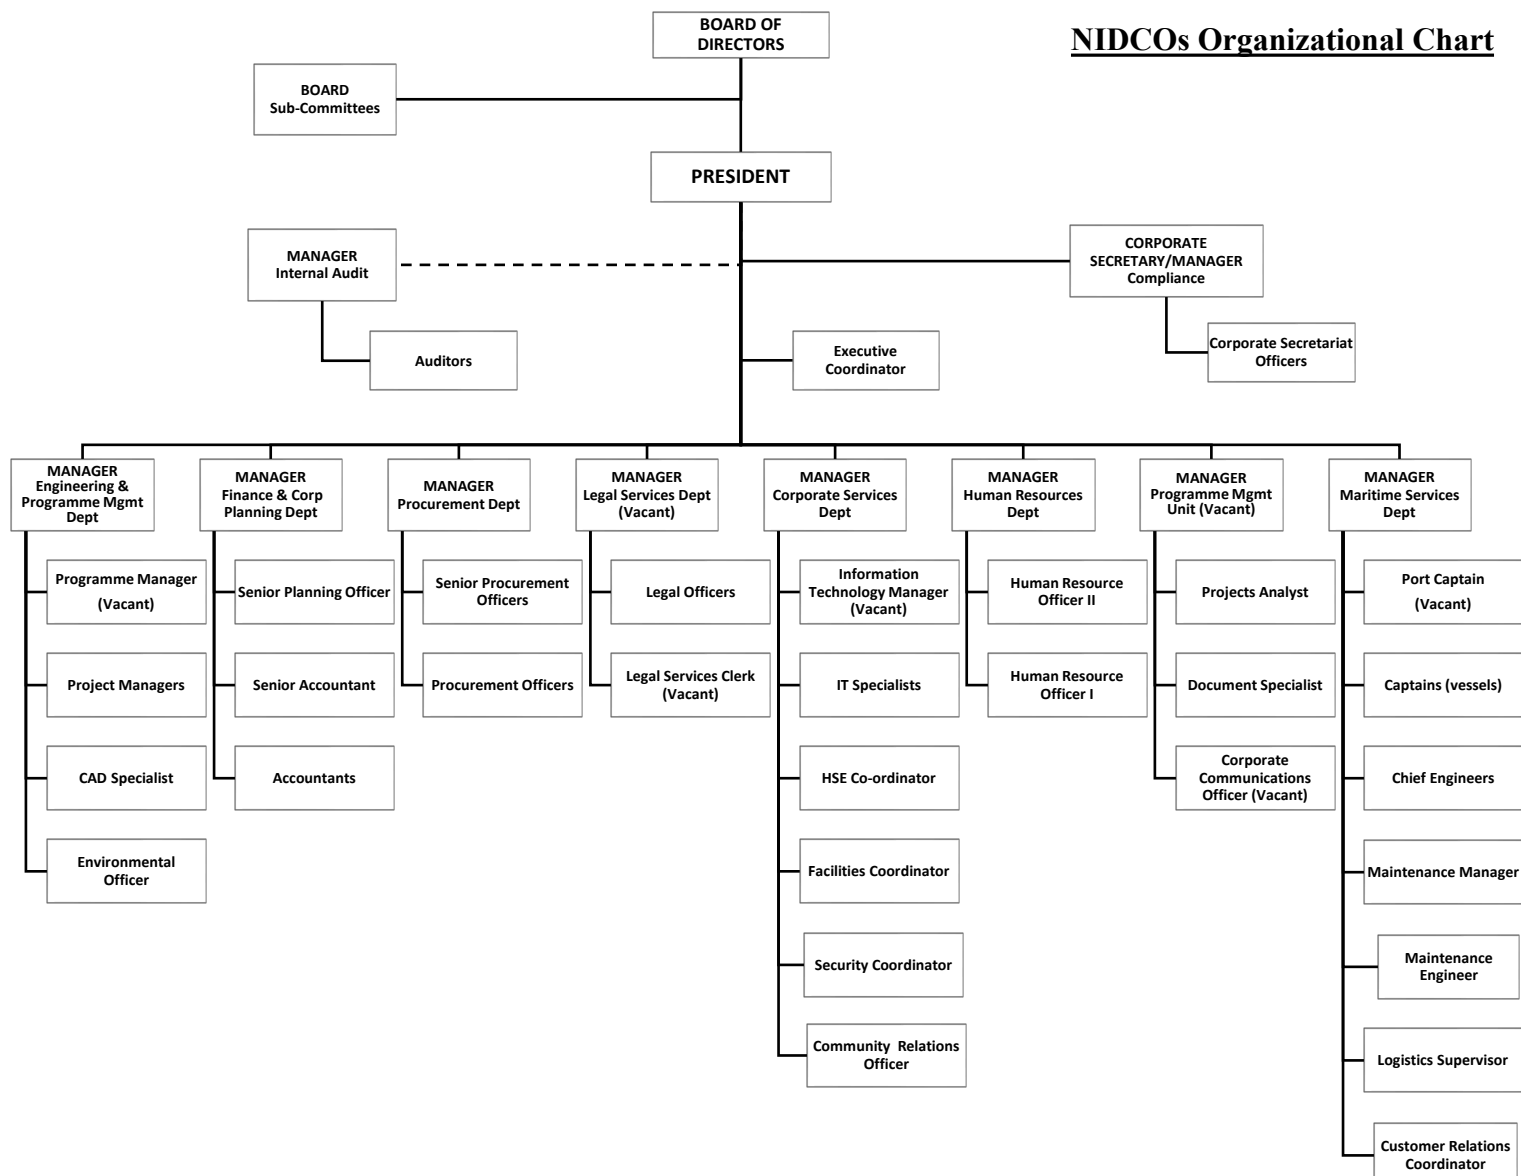 BOARD OF
DIRECTORS
NIDCOs Organizational Chart
BOARD
Sub-Committees
PRESIDENT
MANAGER
Internal Audit
CORPORATE
SECRETARY/MANAGER
Compliance
Auditors
Executive
Coordinator
Corporate Secretariat
Officers
MANAGER
Engineering &
Programme Mgmt
Dept
MANAGER
Finance & Corp
Planning Dept
MANAGER
Procurement Dept
MANAGER
Legal Services Dept
(Vacant)
MANAGER
Corporate Services
Dept
MANAGER
Human Resources
Dept
MANAGER
Programme Mgmt
Unit (Vacant)
MANAGER
Maritime Services
Dept
Programme Manager
(Vacant)
Senior Planning Officer
Senior Procurement
Officers
Legal Officers
Information
Technology Manager
(Vacant)
Human Resource
Officer II
Projects Analyst
Port Captain
(Vacant)
Project Managers
Senior Accountant
Procurement Officers
Legal Services Clerk
(Vacant)
IT Specialists
Human Resource
Officer I
Document Specialist
Captains (vessels)
CAD Specialist
Accountants
HSE Co-ordinator
Corporate
Communications
Officer (Vacant)
Chief Engineers
Environmental
Officer
Facilities Coordinator
Maintenance Manager
Security Coordinator
Maintenance
Engineer
Community Relations
Officer
Logistics Supervisor
Customer Relations
Coordinator